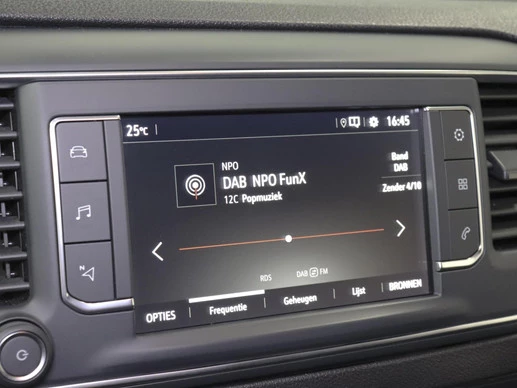 25°C
16:45
NPO
DAB NPO FunX
12C Popmuziek
Band
DAB
Zender 4/10
RDS
DAB FM
OPTIES
Frequentie
Geheugen
Lijst
BRONNEN
N